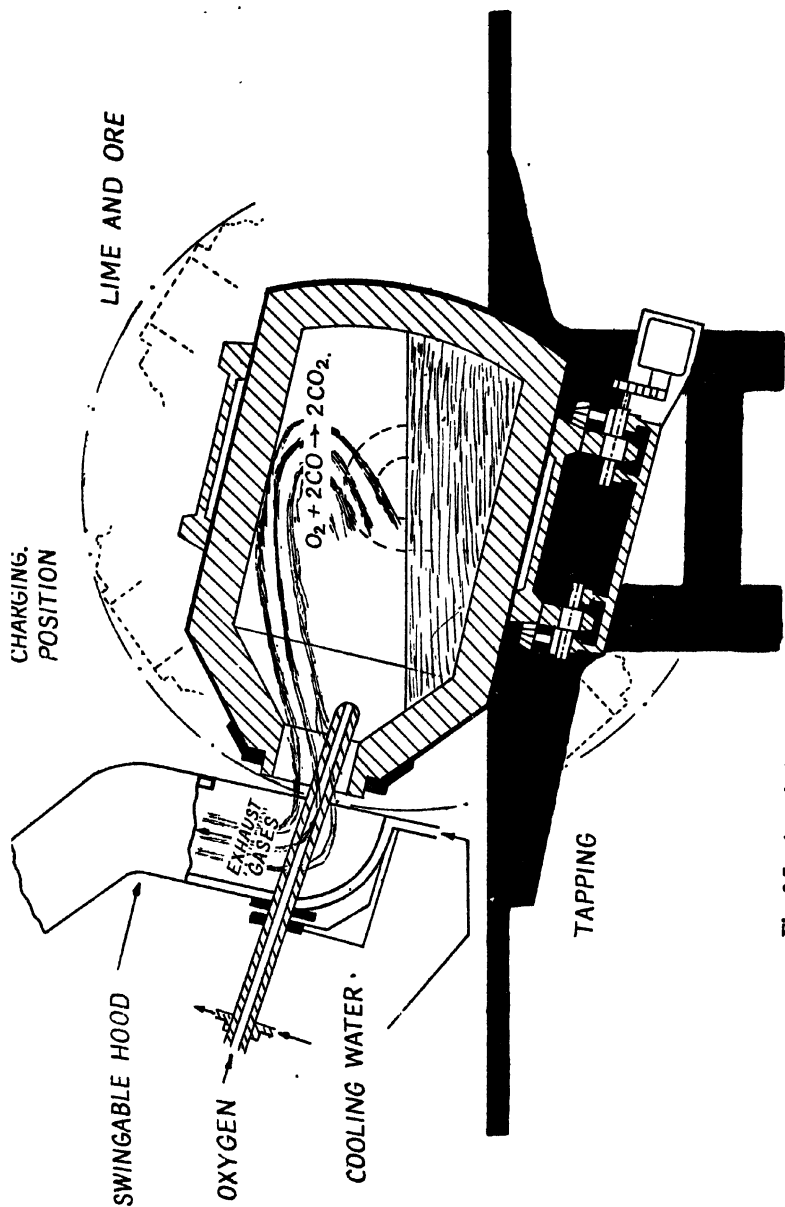 CHARGING.
POSITION
LIME AND ORE
SWINGABLE HOOD
EXHAUST
GASES
O₂ + 2CO → 2CO₂.
OXYGEN
COOLING WATER
TAPPING